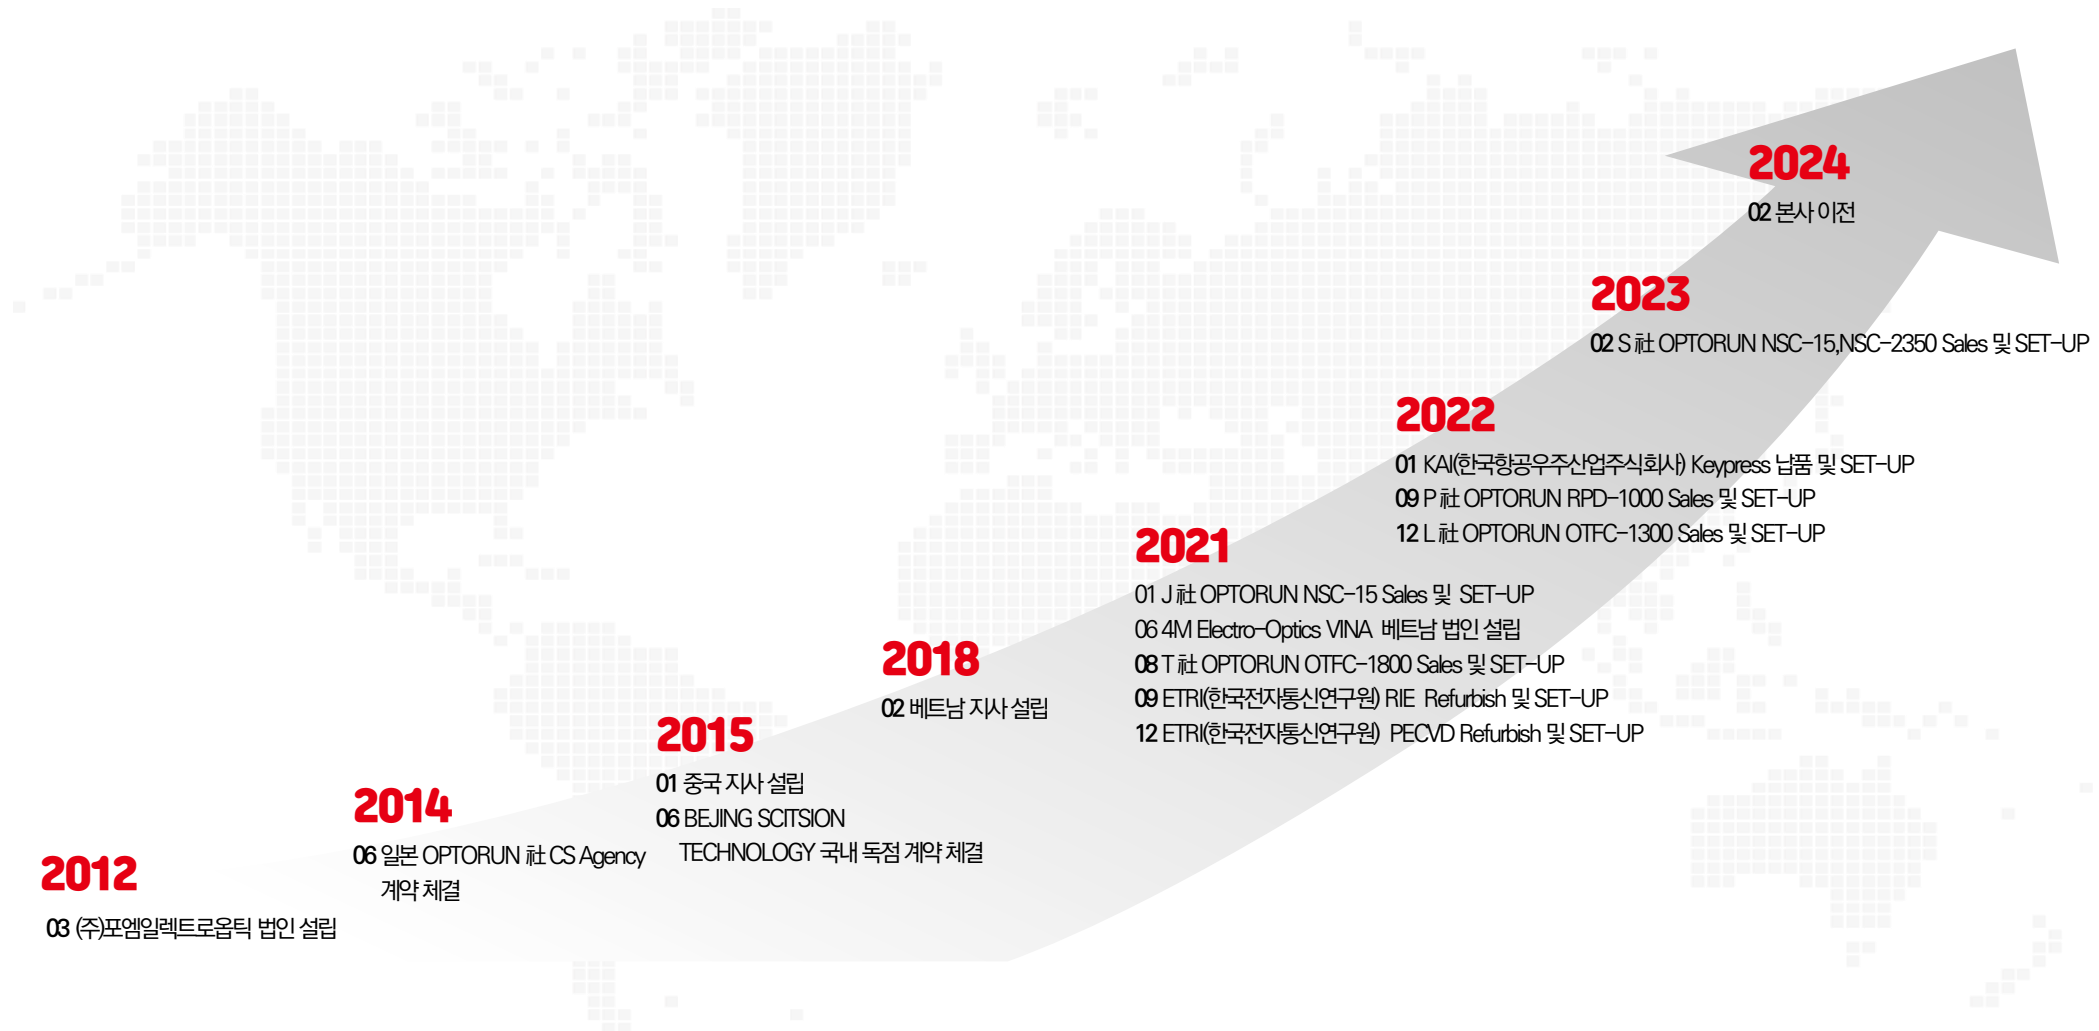 2012
03 (주)포엠일렉트로옵틱 법인 설립
2014
06 일본 OPTORUN 社 CS Agency
계약 체결
2015
01 중국 지사 설립
06 BEJING SCITSION
TECHNOLOGY 국내 독점 계약 체결
2018
02 베트남 지사 설립
2021
01 J 社 OPTORUN NSC-15 Sales 및 SET-UP
06 4M Electro-Optics VINA 베트남 법인 설립
08 T 社 OPTORUN OTFC-1800 Sales 및 SET-UP
09 ETRI(한국전자통신연구원) RIE Refurbish 및 SET-UP
12 ETRI(한국전자통신연구원) PECVD Refurbish 및 SET-UP
2022
01 KAI(한국항공우주산업주식회사) Keypress 납품 및 SET-UP
09 P 社 OPTORUN RPD-1000 Sales 및 SET-UP
12 L 社 OPTORUN OTFC-1300 Sales 및 SET-UP
2023
02 S 社 OPTORUN NSC-15,NSC-2350 Sales 및 SET-UP
2024
02 본사 이전